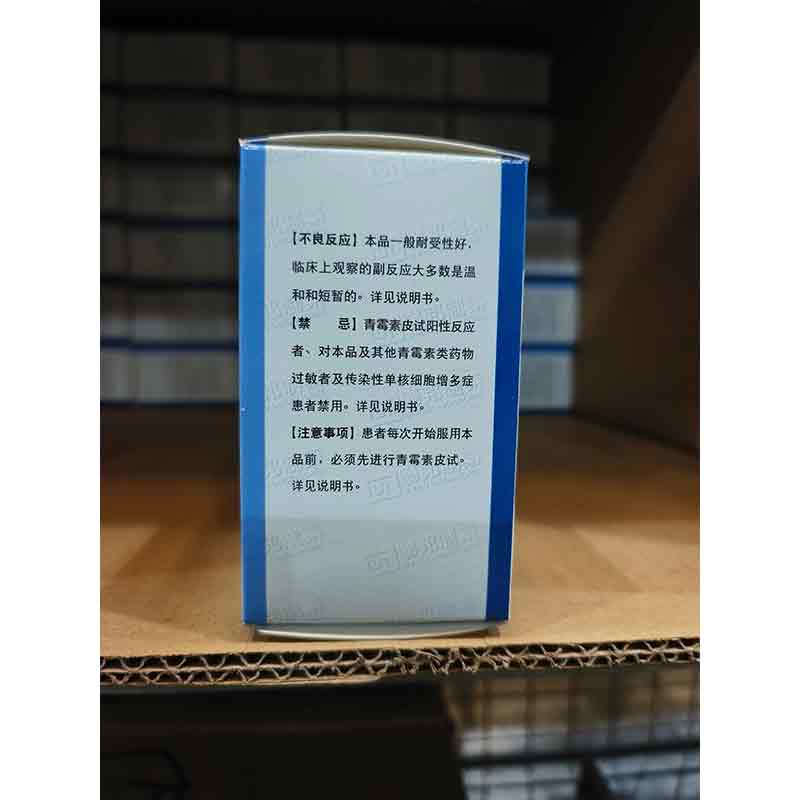 【不良反应】本品一般耐受性好，
临床上观察的副反应大多数是温
和和短暂的。详见说明书。
【禁　　忌】青霉素皮试阳性反应
者、对本品及其他青霉素类药物
过敏者及传染性单核细胞增多症
患者禁用。详见说明书。
【注意事项】患者每次开始服用本
品前，必须先进行青霉素皮试。
详见说明书。